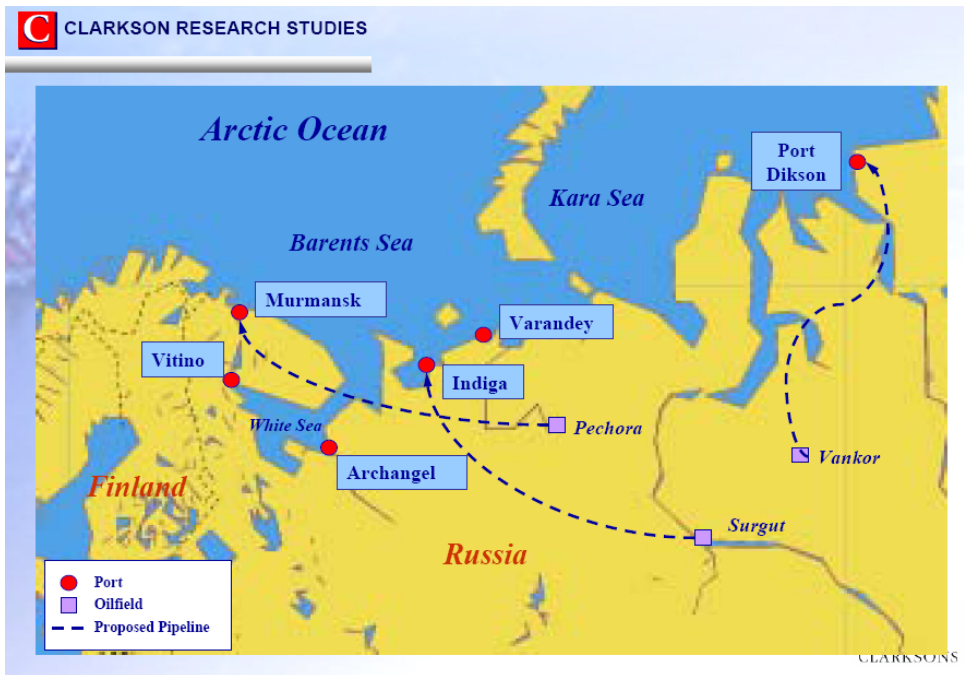 C CLARKSON RESEARCH STUDIES
Arctic Ocean
Port
Dikson
Kara Sea
Barents Sea
Murmansk
Varandey
Vitino
Indiga
White Sea
Pechora
Archangel
Vankor
Finland
Surgut
Russia
Port
Oilfield
Proposed Pipeline
CLARKSONS